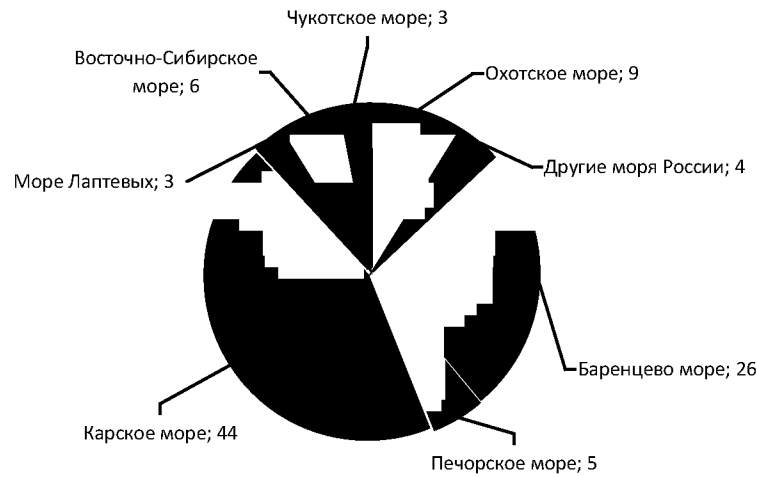 Чукотское море; 3
Восточно-Сибирское
море; 6
Охотское море; 9
Море Лаптевых; 3
Другие моря России; 4
Баренцево море; 26
Карское море; 44
Печорское море; 5